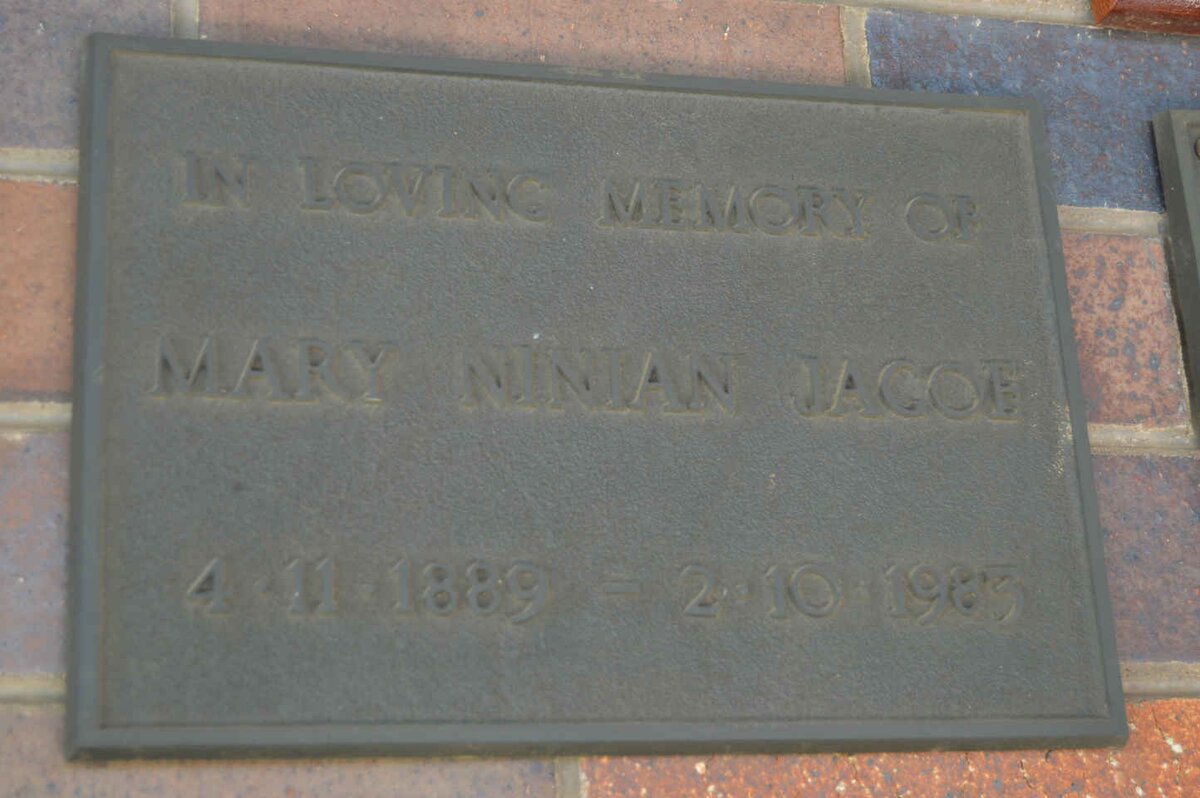 IN LOVING MEMORY OF
MARY NINIAN JACOE
4·11·1889 – 2·10·1983